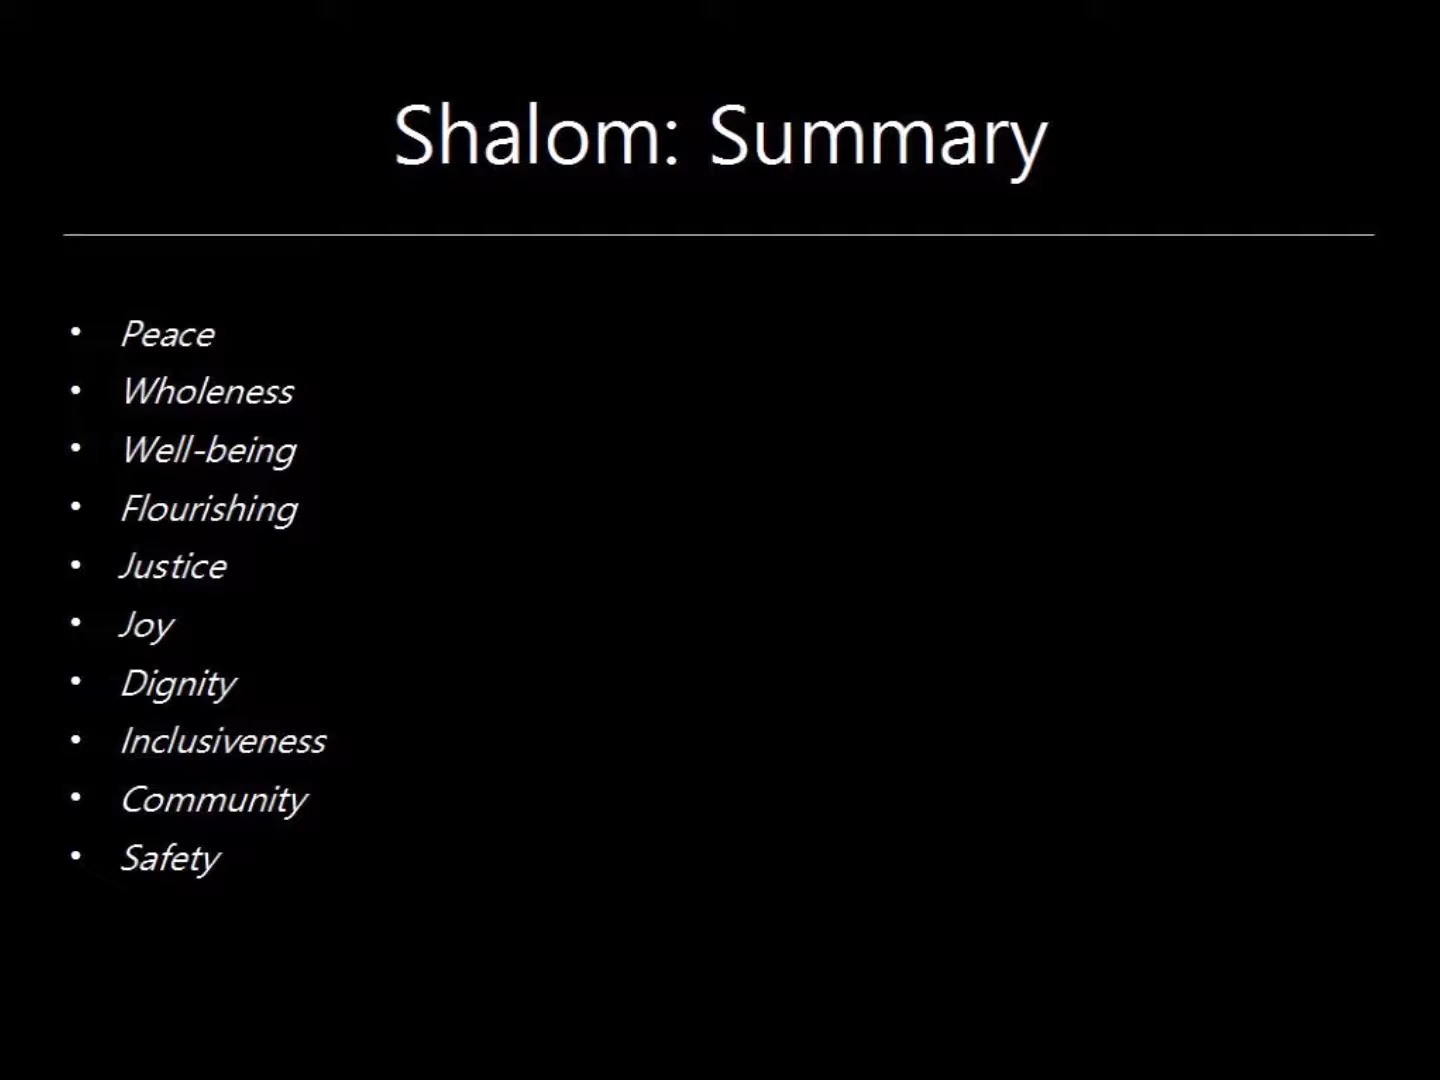 Shalom: Summary
• Peace
• Wholeness
• Well-being
• Flourishing
• Justice
• Joy
• Dignity
• Inclusiveness
• Community
• Safety